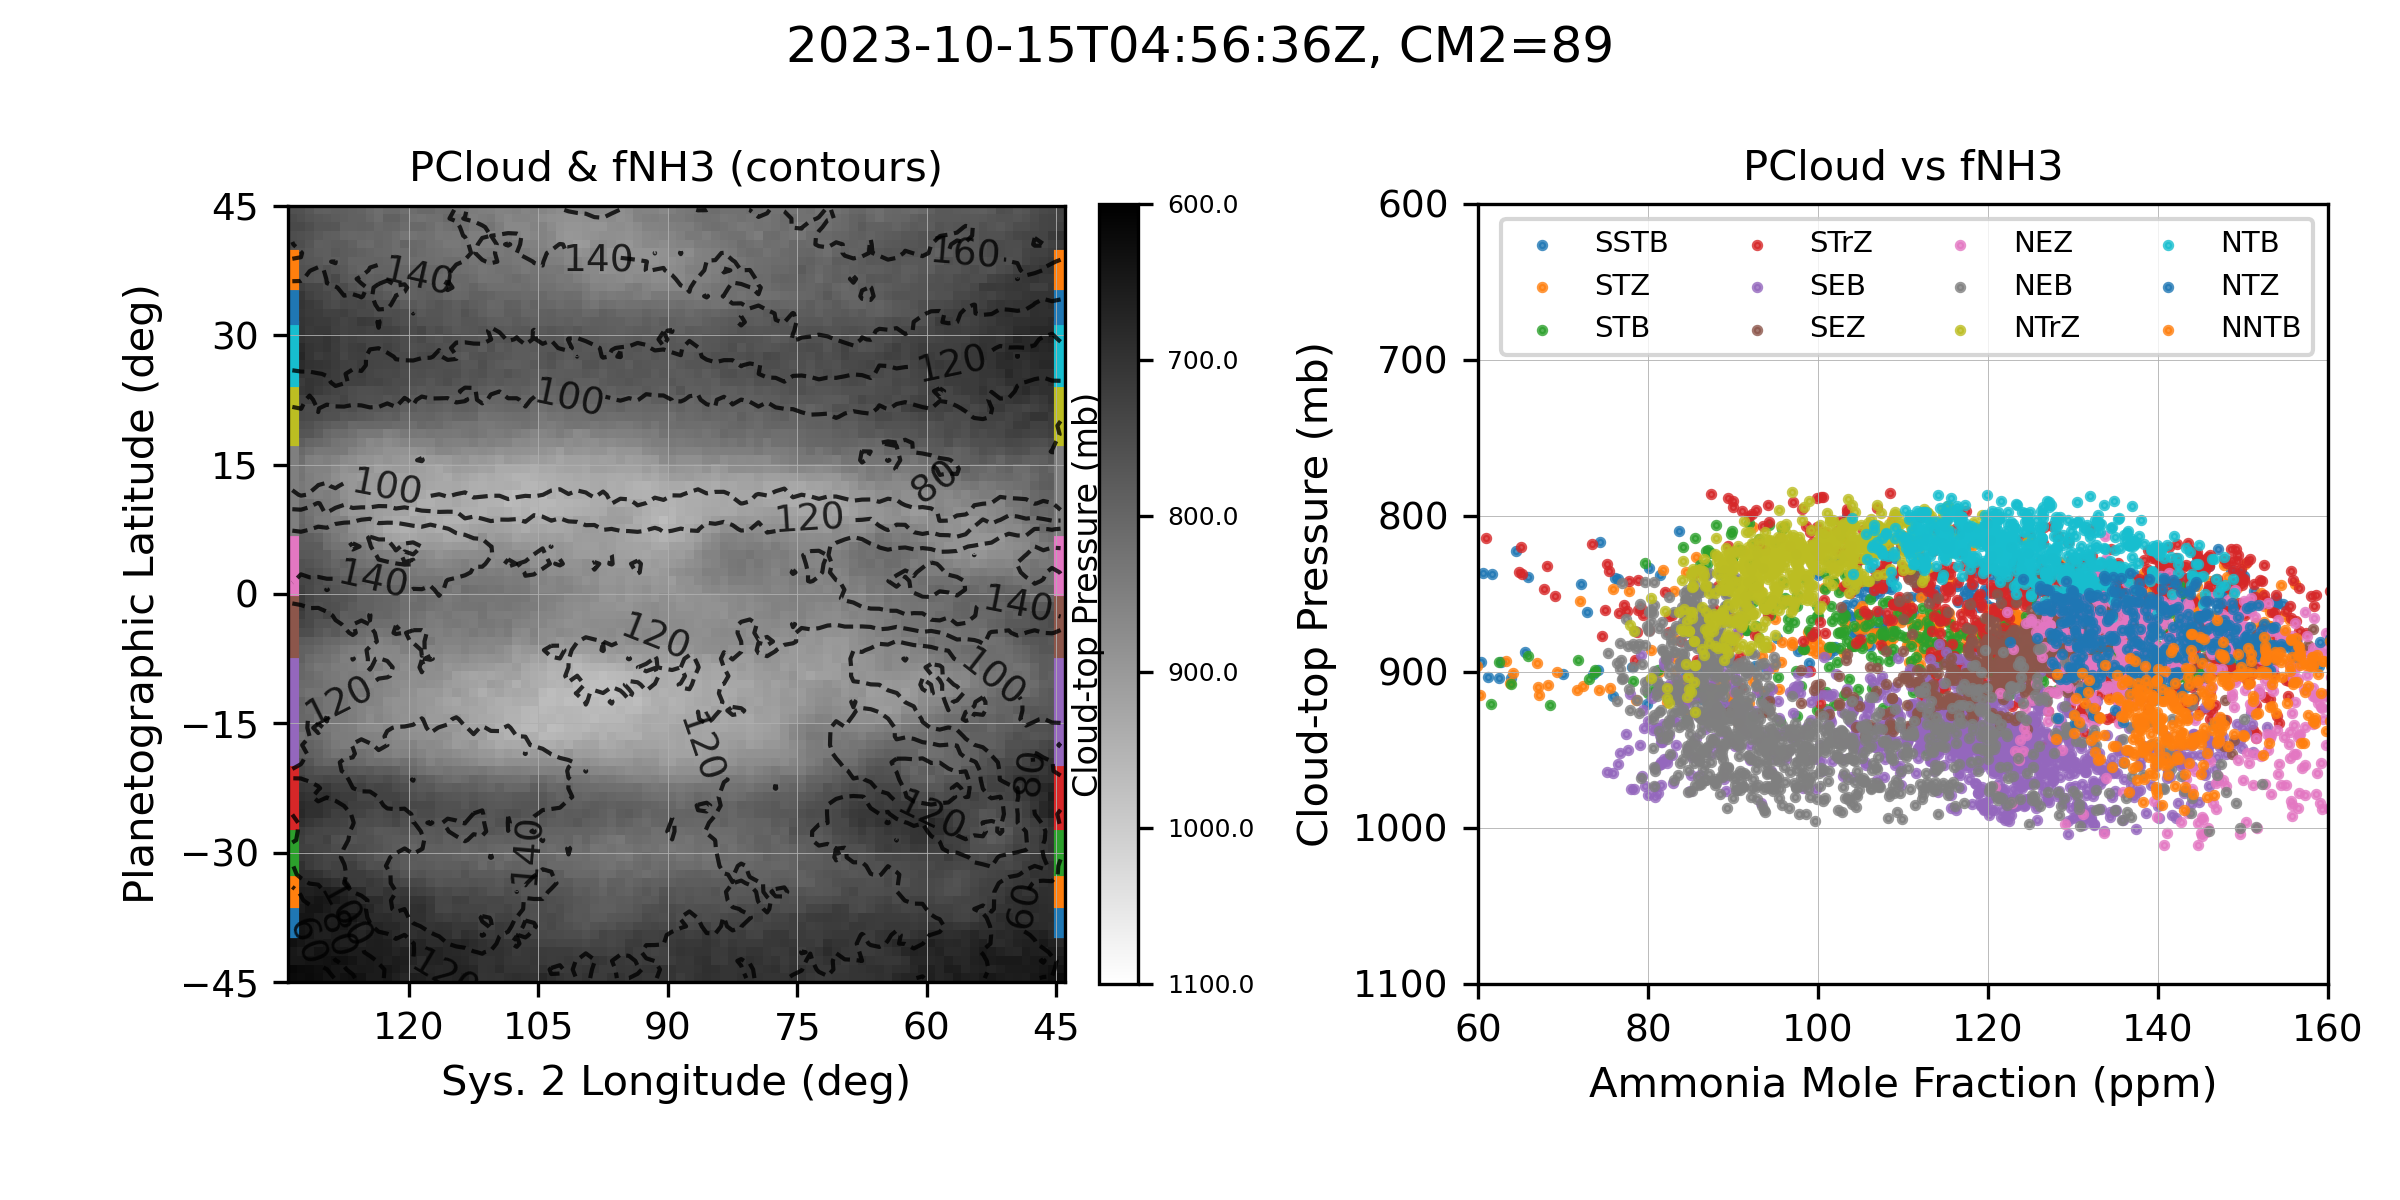 2023-10-15T04:56:36Z, CM2=89
PCloud & fNH3 (contours)
45
30
15
0
−15
−30
−45
Planetographic Latitude (deg)
140
140
160
120
100
100
80
120
140
140
120
100
120
120
80
120
140
60
160
80
60
120
120
105
90
75
60
45
Sys. 2 Longitude (deg)
600.0
700.0
800.0
900.0
1000.0
1100.0
Cloud-top Pressure (mb)
PCloud vs fNH3
SSTB
STZ
STB
STrZ
SEB
SEZ
NEZ
NEB
NTrZ
NTB
NTZ
NNTB
600
700
800
900
1000
1100
Cloud-top Pressure (mb)
60
80
100
120
140
160
Ammonia Mole Fraction (ppm)